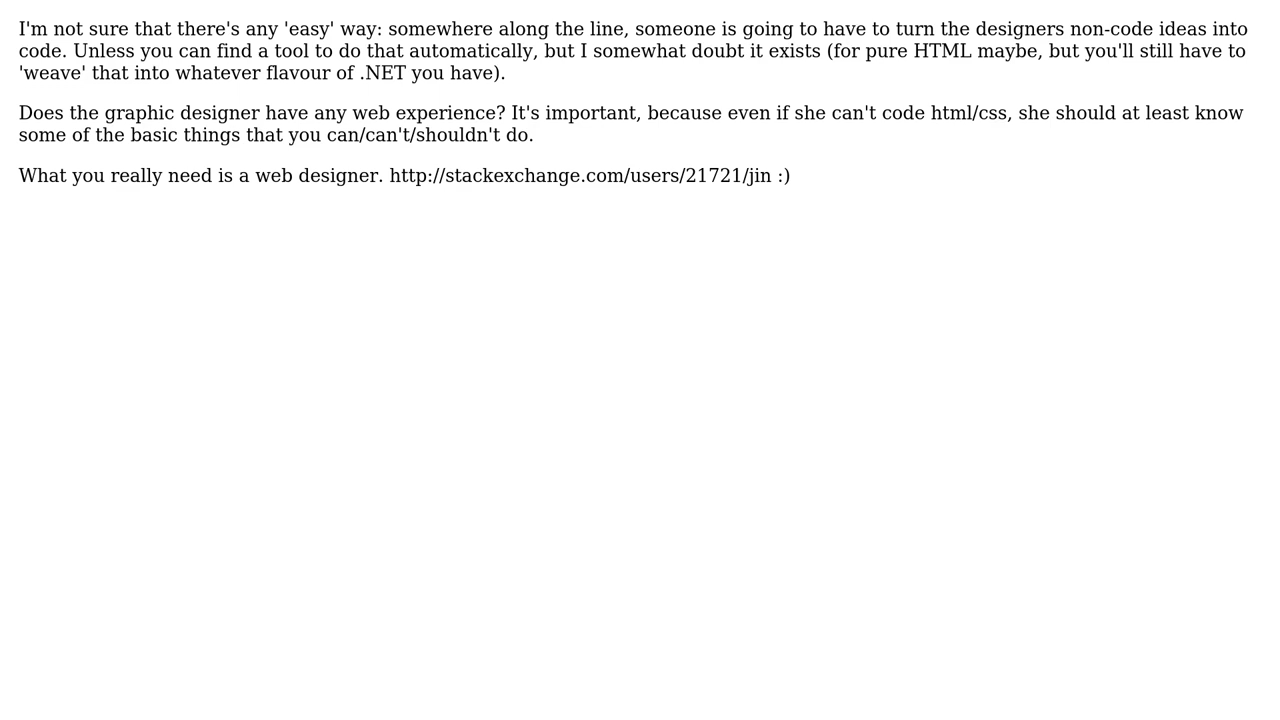 I'm not sure that there's any 'easy' way: somewhere along the line, someone is going to have to turn the designers non-code ideas into
code. Unless you can find a tool to do that automatically, but I somewhat doubt it exists (for pure HTML maybe, but you'll still have to
'weave' that into whatever flavour of .NET you have).
Does the graphic designer have any web experience? It's important, because even if she can't code html/css, she should at least know
some of the basic things that you can/can't/shouldn't do.
What you really need is a web designer. http://stackexchange.com/users/21721/jin :)